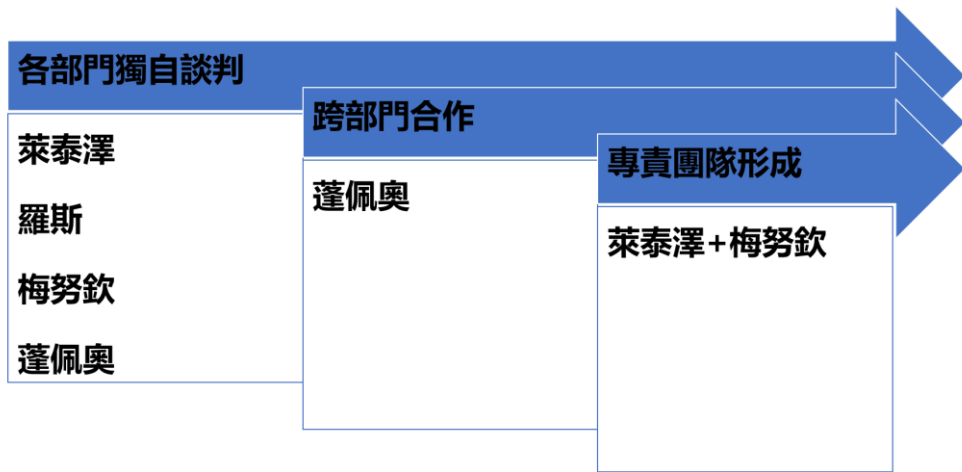 各部門獨自談判
萊泰澤
羅斯
梅努欽
蓬佩奧
跨部門合作
蓬佩奧
專責團隊形成
萊泰澤+梅努欽